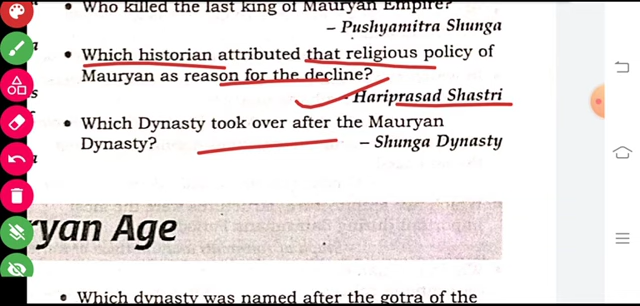 • Who killed the last king of Mauryan Empire?
– Pushyamitra Shunga
• Which historian attributed that religious policy of
Mauryan as reason for the decline?
– Hariprasad Shastri
• Which Dynasty took over after the Mauryan
Dynasty?
– Shunga Dynasty
ryan Age
• Which dynasty was named after the gotra of the